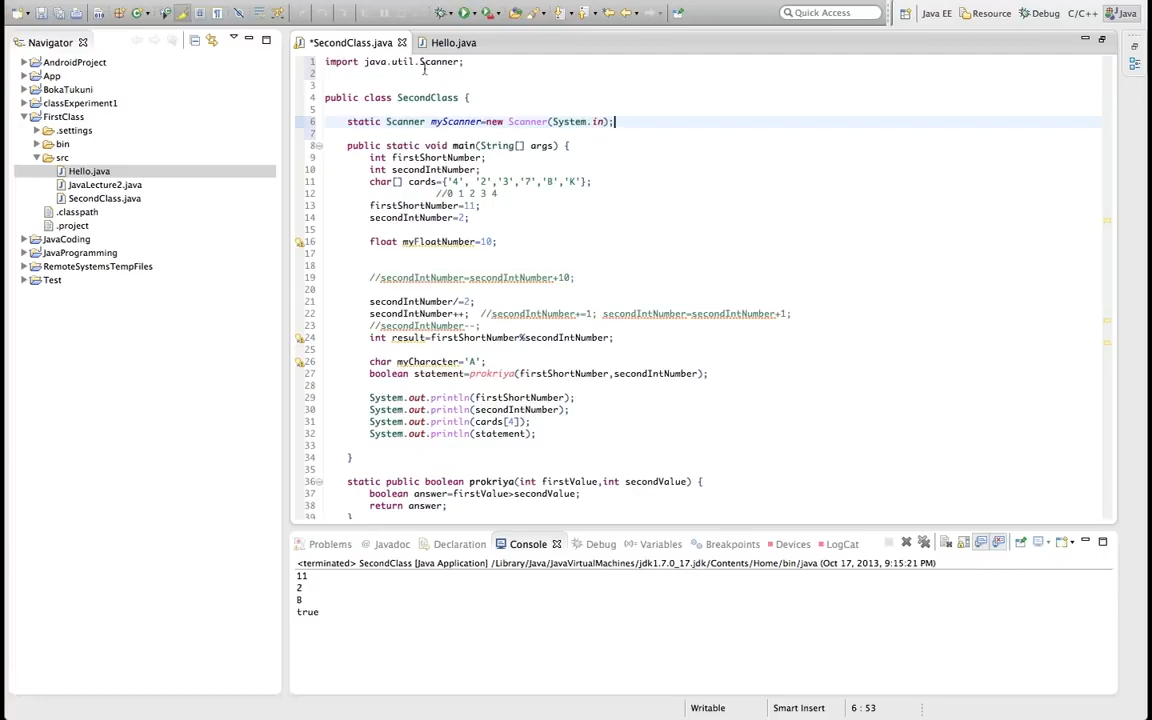 Quick Access
Java EE
Resource
Debug
C/C++
Java
Navigator
*SecondClass.java
Hello.java
AndroidProject
App
BokaTukuni
classExperiment1
FirstClass
.settings
bin
src
Hello.java
JavaLecture2.java
SecondClass.java
.classpath
.project
JavaCoding
JavaProgramming
RemoteSystemsTempFiles
Test
1 import java.util.Scanner;
2
3
4 public class SecondClass {
5
6 static Scanner myScanner=new Scanner(System.in);
7
8 public static void main(String[] args) {
9 int firstShortNumber;
10 int secondIntNumber;
11 char[] cards={'4', '2','3','7','B','K'};
12 //0 1 2 3 4
13 firstShortNumber=11;
14 secondIntNumber=2;
15
16 float myFloatNumber=10;
17
18
19 //secondIntNumber=secondIntNumber+10;
20
21 secondIntNumber/=2;
22 secondIntNumber++; //secondIntNumber+=1; secondIntNumber=secondIntNumber+1;
23 //secondIntNumber--;
24 int result=firstShortNumber%secondIntNumber;
25
26 char myCharacter='A';
27 boolean statement=prokriya(firstShortNumber,secondIntNumber);
28
29 System.out.println(firstShortNumber);
30 System.out.println(secondIntNumber);
31 System.out.println(cards[4]);
32 System.out.println(statement);
33
34 }
35
36 static public boolean prokriya(int firstValue,int secondValue) {
37 boolean answer=firstValue>secondValue;
38 return answer;
39 }
Problems
Javadoc
Declaration
Console
Debug
Variables
Breakpoints
Devices
LogCat
<terminated> SecondClass [Java Application] /Library/Java/JavaVirtualMachines/jdk1.7.0_17.jdk/Contents/Home/bin/java (Oct 17, 2013, 9:15:21 PM)
11
2
B
true
Writable
Smart Insert
6 : 53